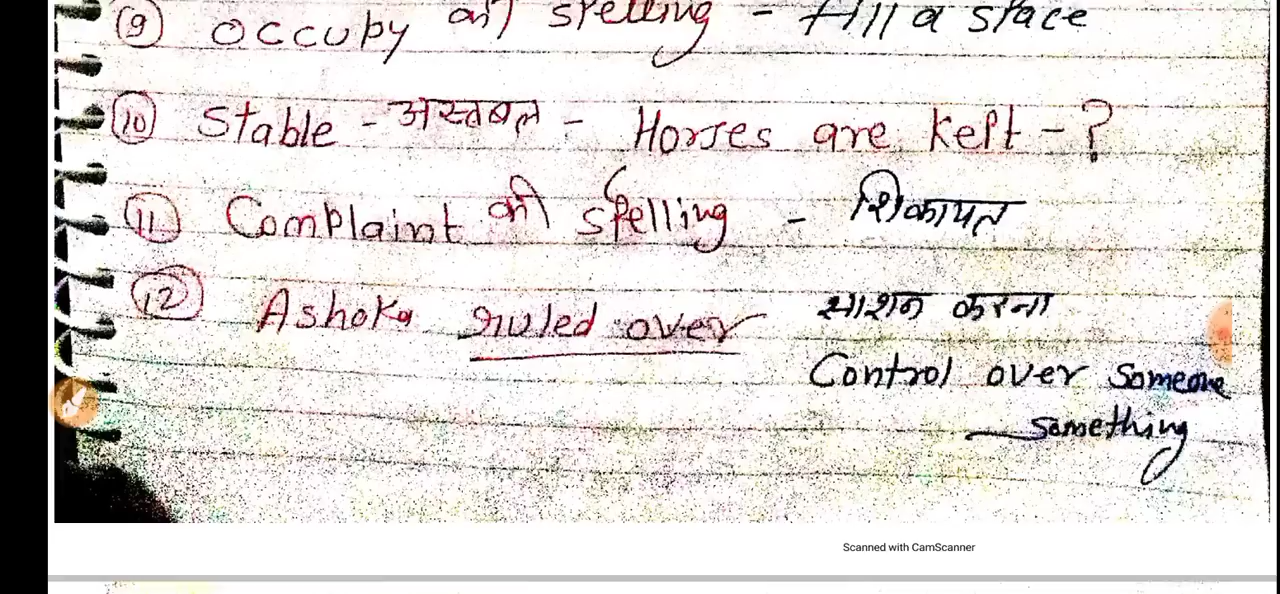 (9) Occupy की spelling - fill a space
(10) Stable - अस्तबल - Horses are kept - ?
(11) Complaint की spelling - शिकायत
(12) Ashoka ruled over शाशन करना
Control over someone
something
Scanned with CamScanner